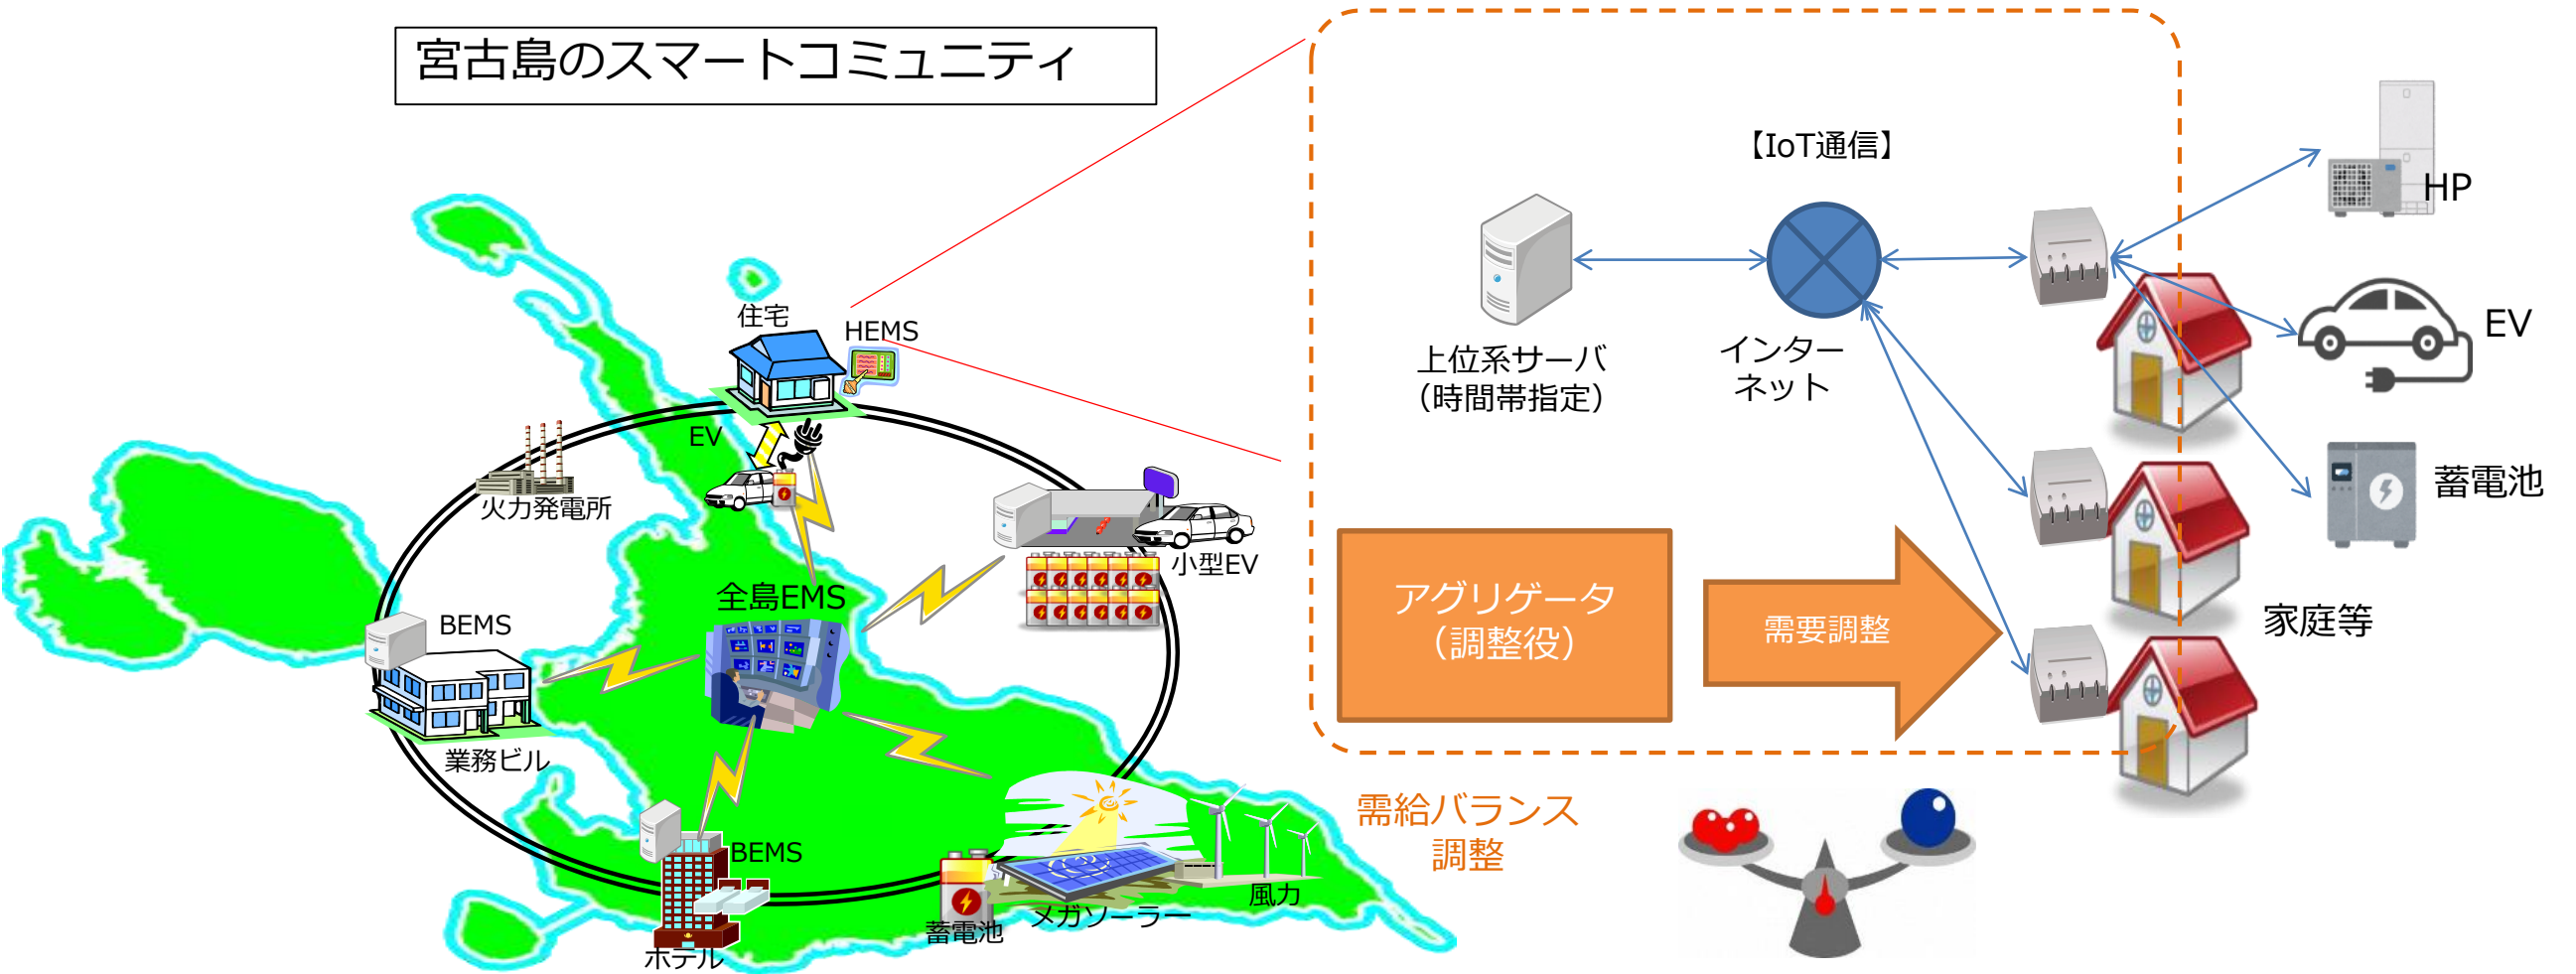 宮古島のスマートコミュニティ
住宅
HEMS
EV
火力発電所
小型EV
全島EMS
BEMS
業務ビル
BEMS
ホテル
蓄電池
メガソーラー
風力
【IoT通信】
上位系サーバ
（時間帯指定）
インター
ネット
HP
EV
蓄電池
家庭等
アグリゲータ
（調整役）
需要調整
需給バランス
調整